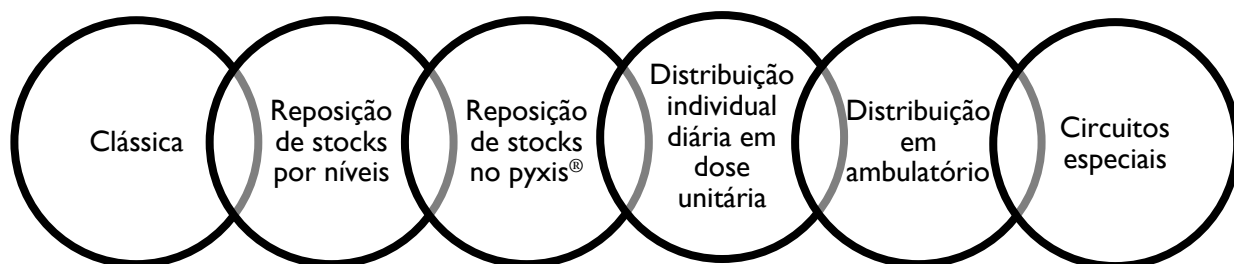 Clássica
Reposição
de stocks
por níveis
Reposição
de stocks
no pyxis®
Distribuição
individual
diária em
dose
unitária
Distribuição
em
ambulatório
Circuitos
especiais